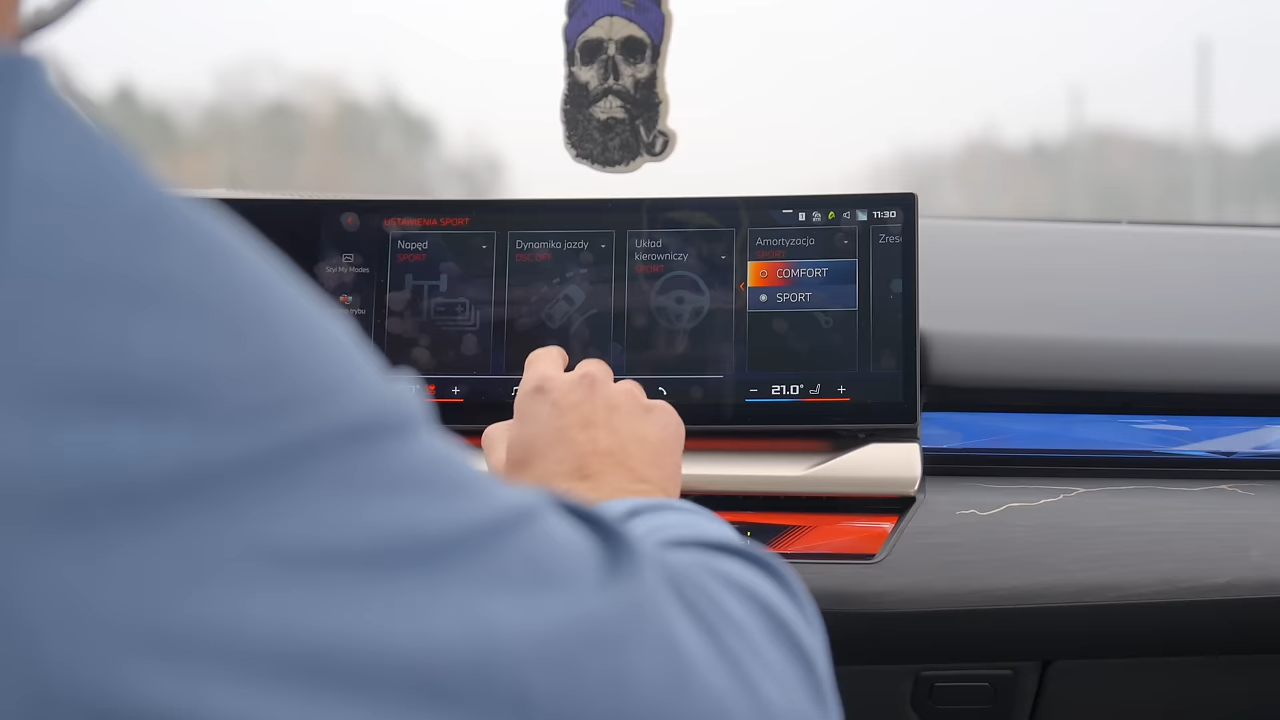 USTAWIENIA SPORT
11:30
Styl My Modes
trybu
Napęd
SPORT
Dynamika jazdy
DSC OFF
Układ
kierowniczy
SPORT
Amortyzacja
SPORT
COMFORT
SPORT
+
− 21.0° +